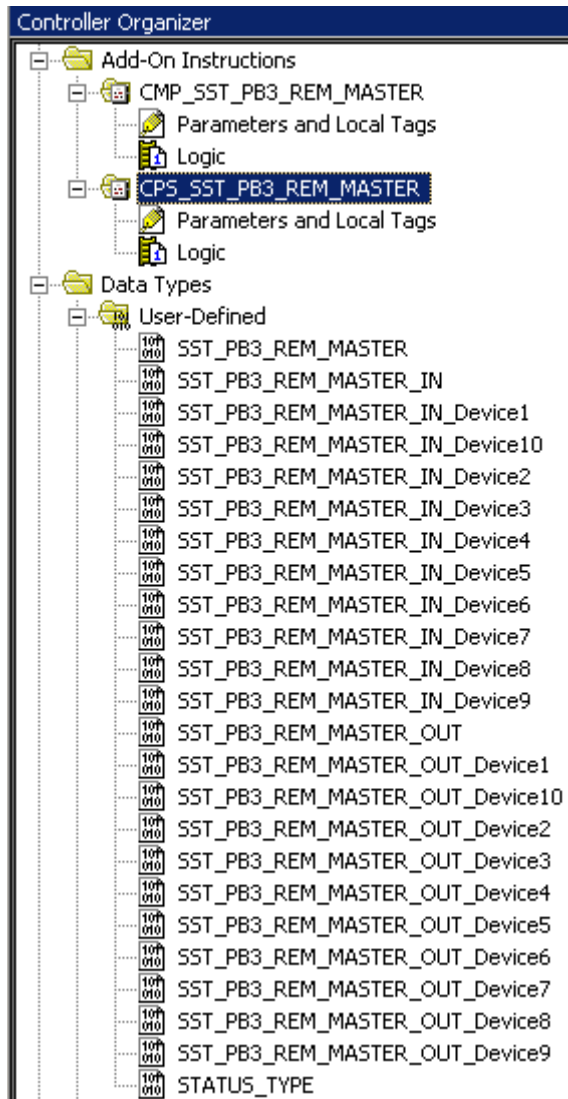 Controller Organizer
Add-On Instructions
CMP_SST_PB3_REM_MASTER
Parameters and Local Tags
Logic
CPS_SST_PB3_REM_MASTER
Parameters and Local Tags
Logic
Data Types
User-Defined
SST_PB3_REM_MASTER
SST_PB3_REM_MASTER_IN
SST_PB3_REM_MASTER_IN_Device1
SST_PB3_REM_MASTER_IN_Device10
SST_PB3_REM_MASTER_IN_Device2
SST_PB3_REM_MASTER_IN_Device3
SST_PB3_REM_MASTER_IN_Device4
SST_PB3_REM_MASTER_IN_Device5
SST_PB3_REM_MASTER_IN_Device6
SST_PB3_REM_MASTER_IN_Device7
SST_PB3_REM_MASTER_IN_Device8
SST_PB3_REM_MASTER_IN_Device9
SST_PB3_REM_MASTER_OUT
SST_PB3_REM_MASTER_OUT_Device1
SST_PB3_REM_MASTER_OUT_Device10
SST_PB3_REM_MASTER_OUT_Device2
SST_PB3_REM_MASTER_OUT_Device3
SST_PB3_REM_MASTER_OUT_Device4
SST_PB3_REM_MASTER_OUT_Device5
SST_PB3_REM_MASTER_OUT_Device6
SST_PB3_REM_MASTER_OUT_Device7
SST_PB3_REM_MASTER_OUT_Device8
SST_PB3_REM_MASTER_OUT_Device9
STATUS_TYPE